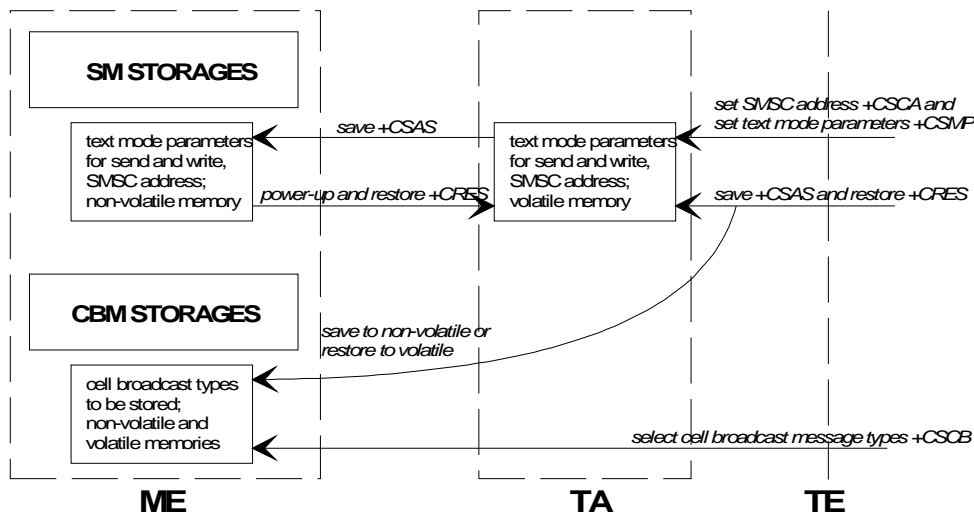 SM STORAGES
set SMSC address +CSCA and
set text mode parameters +CSMP
save +CSAS
text mode parameters
for send and write,
SMSC address;
non-volatile memory
text mode parameters
for send and write,
SMSC address;
volatile memory
power-up and restore +CRES
save +CSAS and restore +CRES
CBM STORAGES
save to non-volatile or
restore to volatile
cell broadcast types
to be stored;
non-volatile and
volatile memories
select cell broadcast message types +CSCB
ME
TA
TE